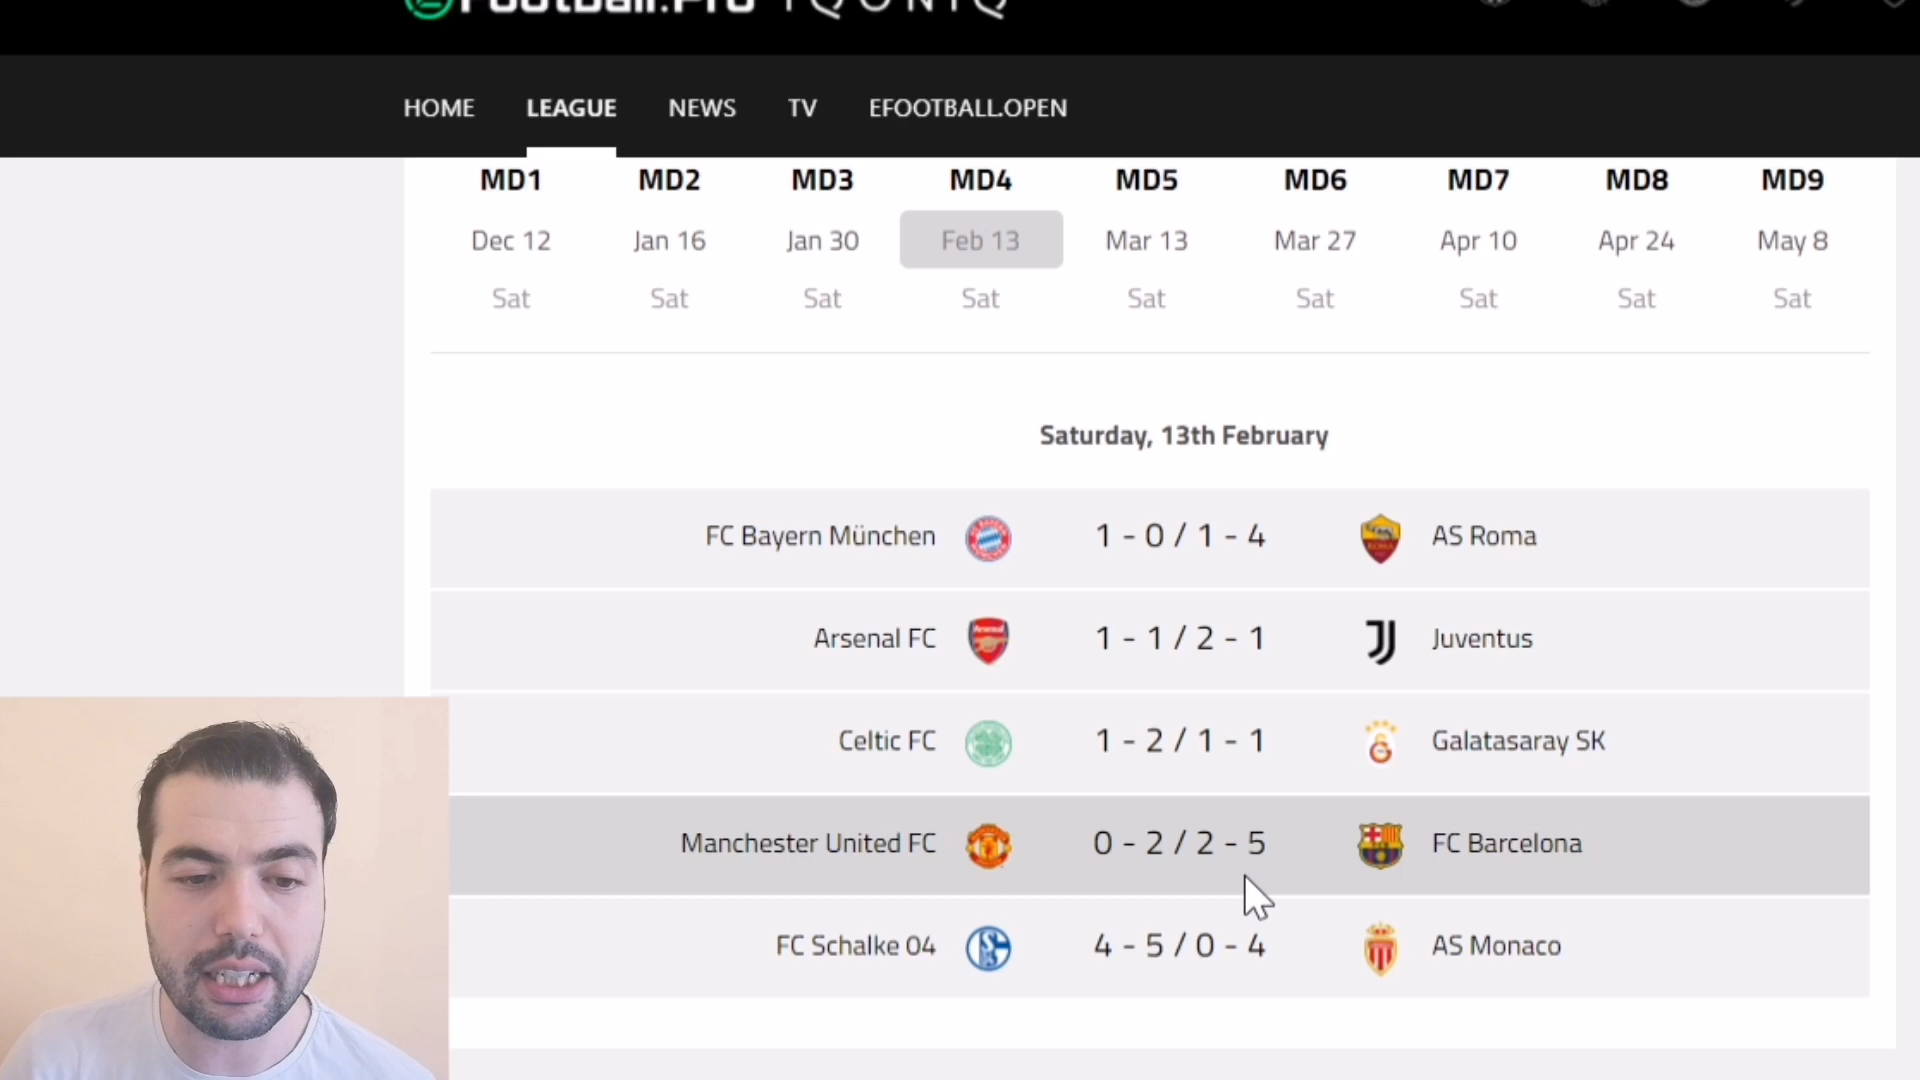 eFootball.Pro IQONIQ
HOME LEAGUE NEWS TV EFOOTBALL.OPEN
MD1 MD2 MD3 MD4 MD5 MD6 MD7 MD8 MD9
Dec 12 Jan 16 Jan 30 Feb 13 Mar 13 Mar 27 Apr 10 Apr 24 May 8
Sat Sat Sat Sat Sat Sat Sat Sat Sat
Saturday, 13th February
FC Bayern München 1 - 0 / 1 - 4 AS Roma
Arsenal FC 1 - 1 / 2 - 1 Juventus
Celtic FC 1 - 2 / 1 - 1 Galatasaray SK
Manchester United FC 0 - 2 / 2 - 5 FC Barcelona
FC Schalke 04 4 - 5 / 0 - 4 AS Monaco